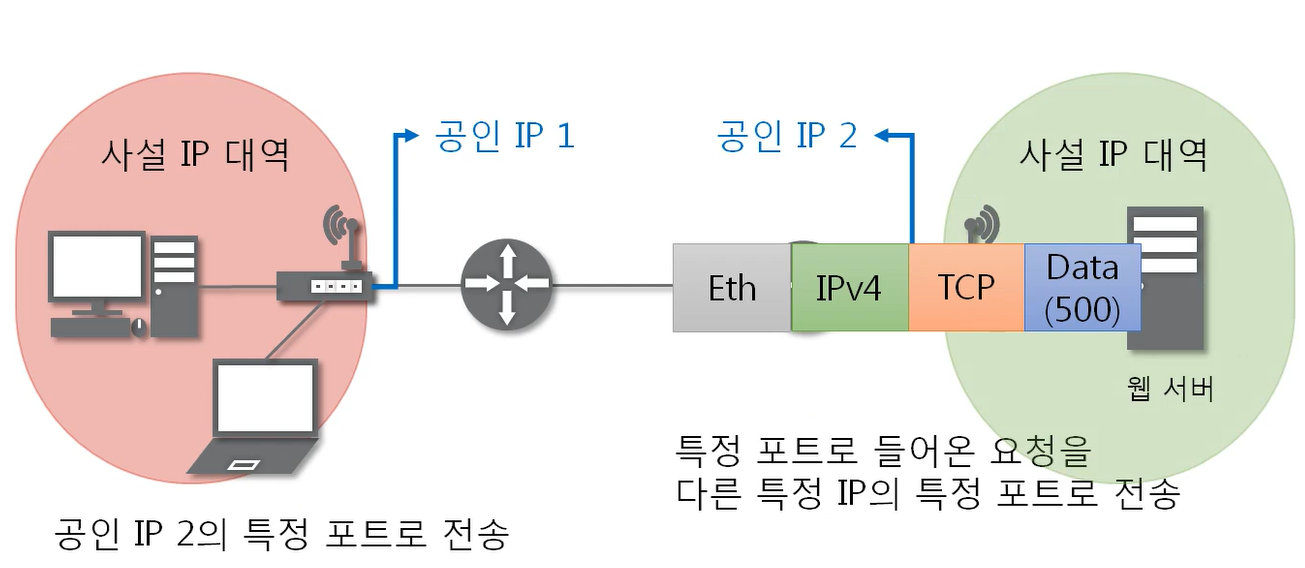 공인 IP 1
공인 IP 2
사설 IP 대역
사설 IP 대역
Eth
IPv4
TCP
Data
(500)
웹 서버
특정 포트로 들어온 요청을
다른 특정 IP의 특정 포트로 전송
공인 IP 2의 특정 포트로 전송